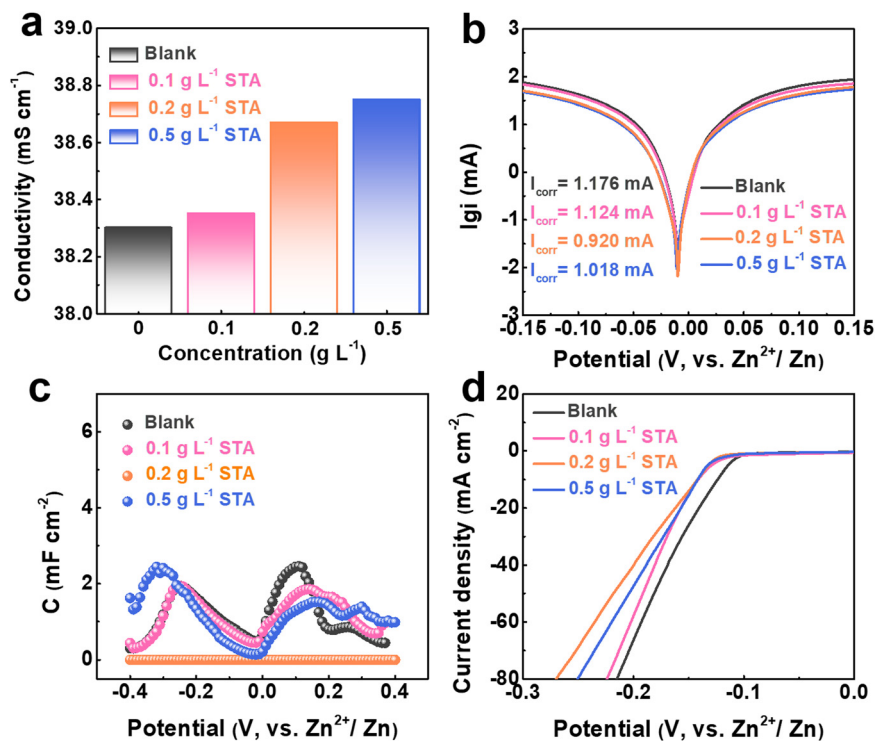 a
Conductivity (mS cm⁻¹)
39.0
38.8
38.6
38.4
38.2
38.0
Blank
0.1 g L⁻¹ STA
0.2 g L⁻¹ STA
0.5 g L⁻¹ STA
0 0.1 0.2 0.5
Concentration (g L⁻¹)
b
lgi (mA)
3
2
1
0
-1
-2
-3
I_corr = 1.176 mA
I_corr = 1.124 mA
I_corr = 0.920 mA
I_corr = 1.018 mA
Blank
0.1 g L⁻¹ STA
0.2 g L⁻¹ STA
0.5 g L⁻¹ STA
-0.15 -0.10 -0.05 0.00 0.05 0.10 0.15
Potential (V, vs. Zn²⁺/ Zn)
c
C (mF cm⁻²)
6
4
2
0
Blank
0.1 g L⁻¹ STA
0.2 g L⁻¹ STA
0.5 g L⁻¹ STA
-0.4 -0.2 0.0 0.2 0.4
Potential (V, vs. Zn²⁺/ Zn)
d
Current density (mA cm⁻²)
20
0
-20
-40
-60
-80
Blank
0.1 g L⁻¹ STA
0.2 g L⁻¹ STA
0.5 g L⁻¹ STA
-0.3 -0.2 -0.1 0.0
Potential (V, vs. Zn²⁺/ Zn)